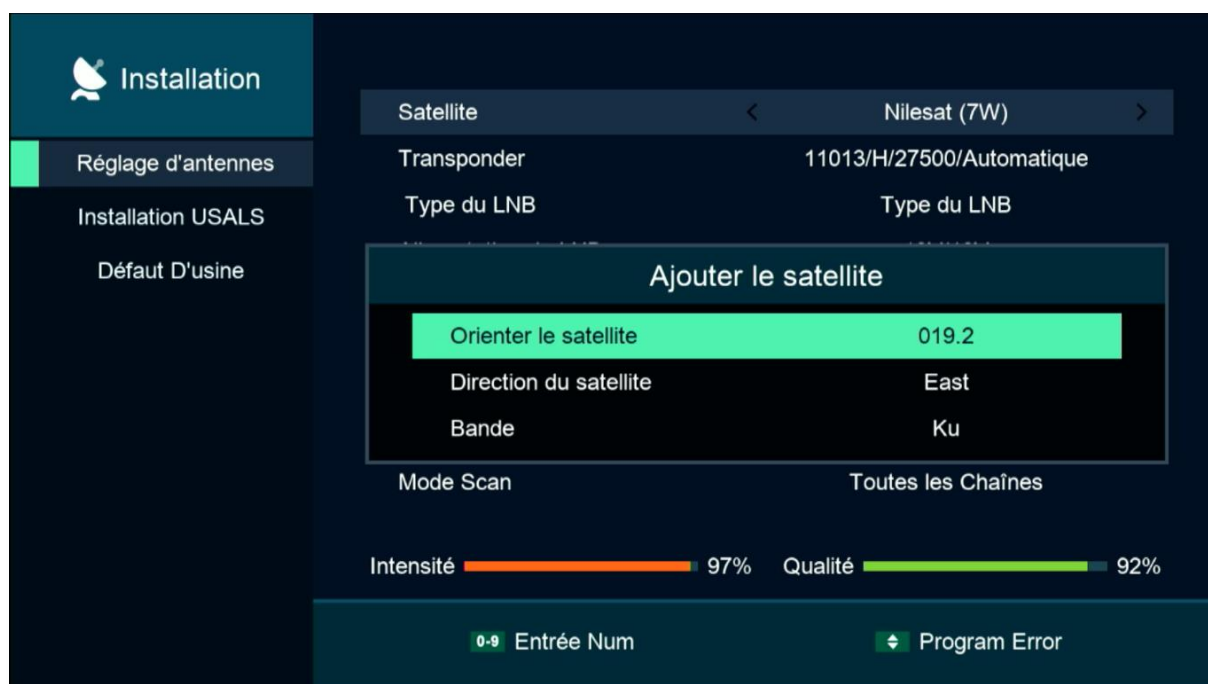 Installation
Réglage d'antennes
Installation USALS
Défaut D'usine
Satellite < Nilesat (7W) >
Transponder 11013/H/27500/Automatique
Type du LNB Type du LNB
Ajouter le satellite
Orienter le satellite 019.2
Direction du satellite East
Bande Ku
Mode Scan Toutes les Chaînes
Intensité 97% Qualité 92%
0-9 Entrée Num Program Error